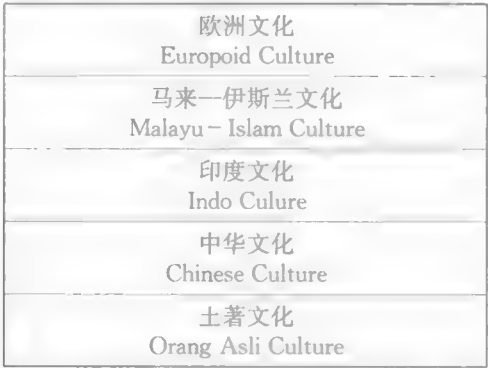 欧洲文化
Europoid Culture
马来—伊斯兰文化
Malayu－Islam Culture
印度文化
Indo Culure
中华文化
Chinese Culture
土著文化
Orang Asli Culture